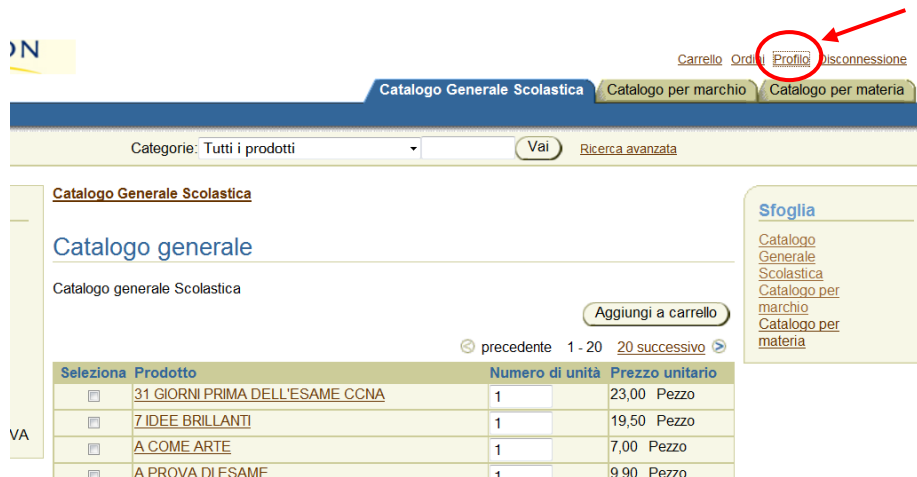 ON
Carrello Ordini Profilo Disconnessione
Catalogo Generale Scolastica Catalogo per marchio Catalogo per materia
Categorie: Tutti i prodotti Vai Ricerca avanzata
Catalogo Generale Scolastica
Catalogo generale
Catalogo generale Scolastica
Aggiungi a carrello
precedente 1 - 20 20 successivo
Seleziona Prodotto Numero di unità Prezzo unitario
31 GIORNI PRIMA DELL'ESAME CCNA 1 23,00 Pezzo
7 IDEE BRILLANTI 1 19,50 Pezzo
A COME ARTE 1 7,00 Pezzo
A PROVA DI ESAME 1 9,90 Pezzo
VA
Sfoglia
Catalogo
Generale
Scolastica
Catalogo per
marchio
Catalogo per
materia